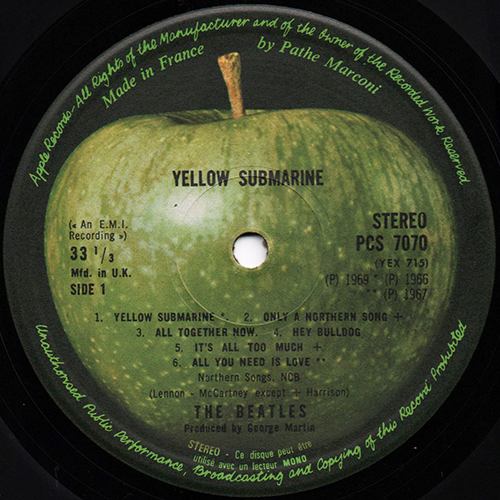 Apple Records-All Rights of the Manufacturer and of the Owner of the Recorded Work Reserved
Made in France by Pathe Marconi
YELLOW SUBMARINE
(« An E.M.I.
Recording »)
33 1/3
Mfd. in U.K.
SIDE 1
STEREO
PCS 7070
(YEX 715)
(P) 1969 * (P) 1966
** (P) 1967
1. YELLOW SUBMARINE *. 2. ONLY A NORTHERN SONG +
3. ALL TOGETHER NOW. 4. HEY BULLDOG
5. IT'S ALL TOO MUCH +
6. ALL YOU NEED IS LOVE **
Northern Songs, NCB
(Lennon - McCartney except + Harrison)
THE BEATLES
Produced by George Martin
STEREO - Ce disque peut être
utilisé avec un lecteur MONO
Unauthorised Public Performance, Broadcasting and Copying of this Record Prohibited